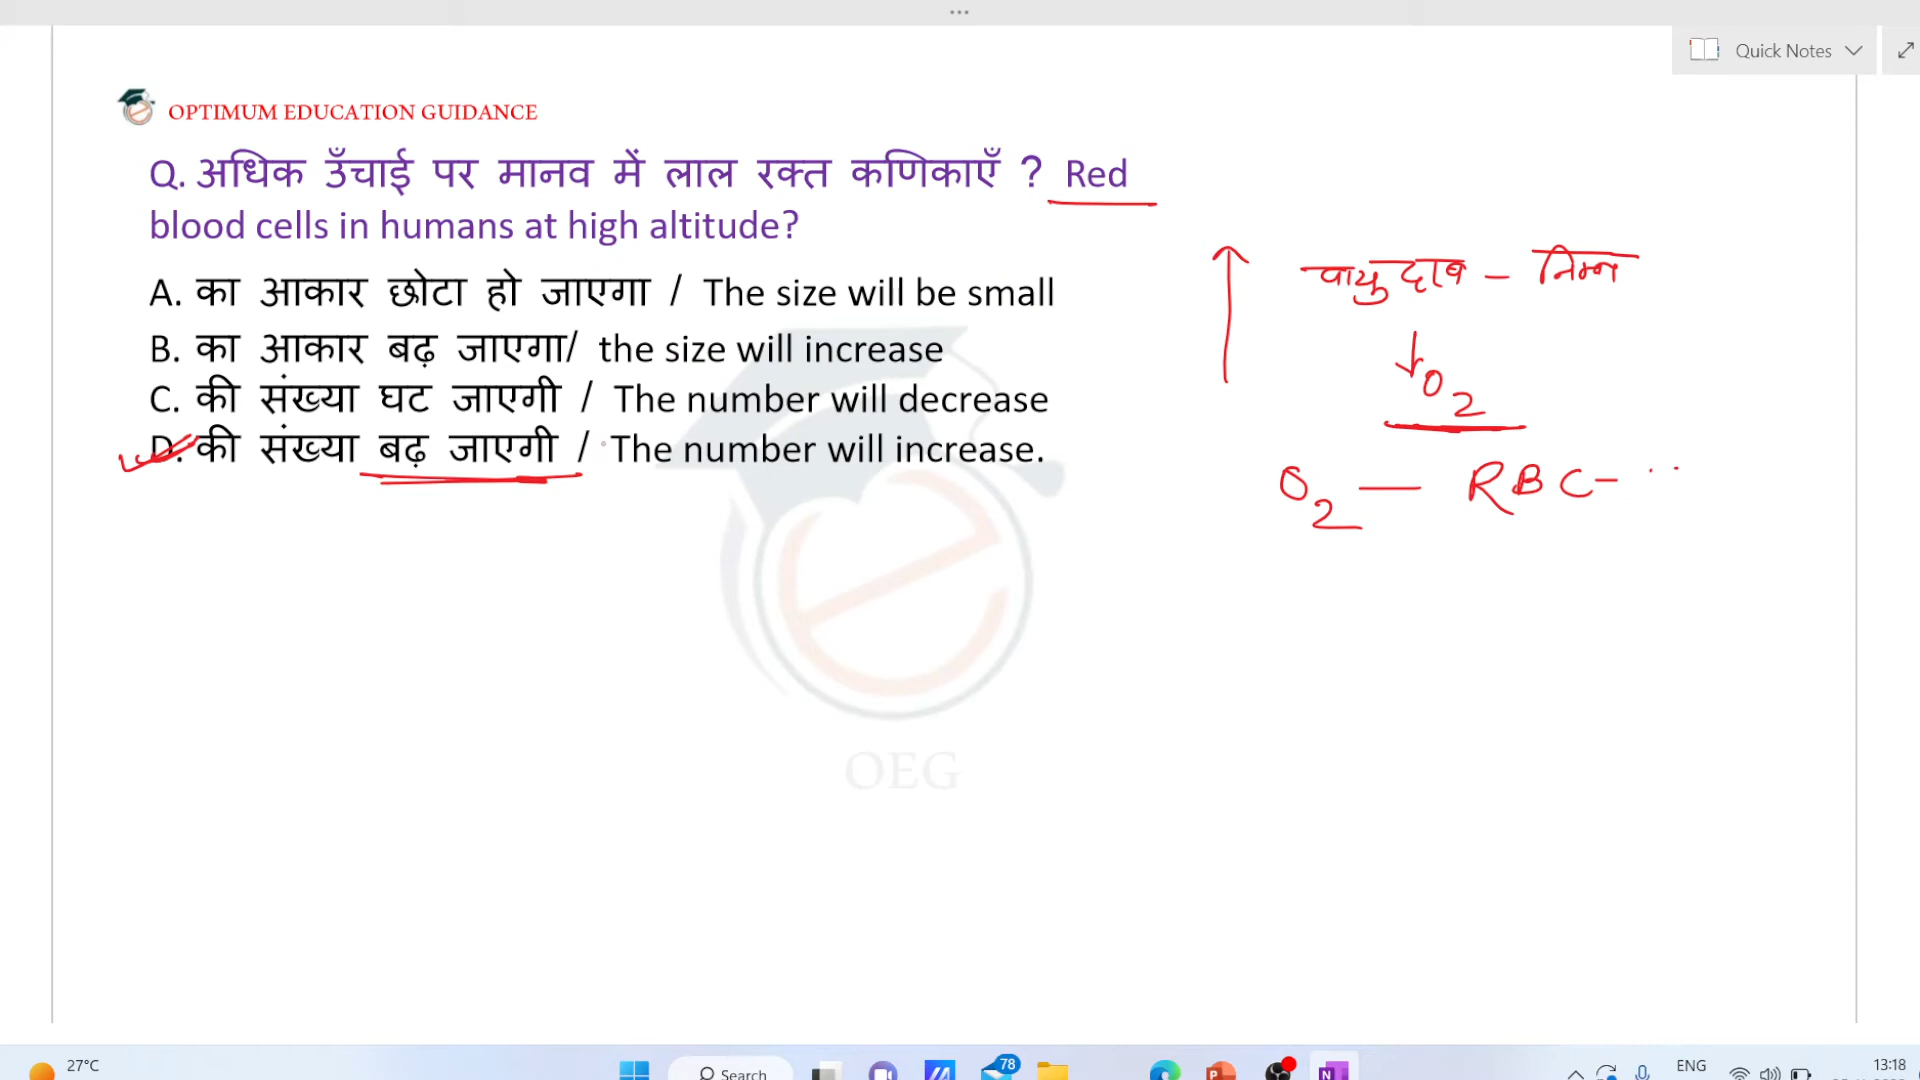 ...
Quick Notes
OPTIMUM EDUCATION GUIDANCE
Q. अधिक उँचाई पर मानव में लाल रक्त कणिकाएँ ? Red
blood cells in humans at high altitude?
A. का आकार छोटा हो जाएगा / The size will be small
B. का आकार बढ़ जाएगा/ the size will increase
C. की संख्या घट जाएगी / The number will decrease
D. की संख्या बढ़ जाएगी / The number will increase.
वायु दाब – निम्न
↓O2
O2 — RBC- ..
OEG
27°C
Search
78
ENG
13:18